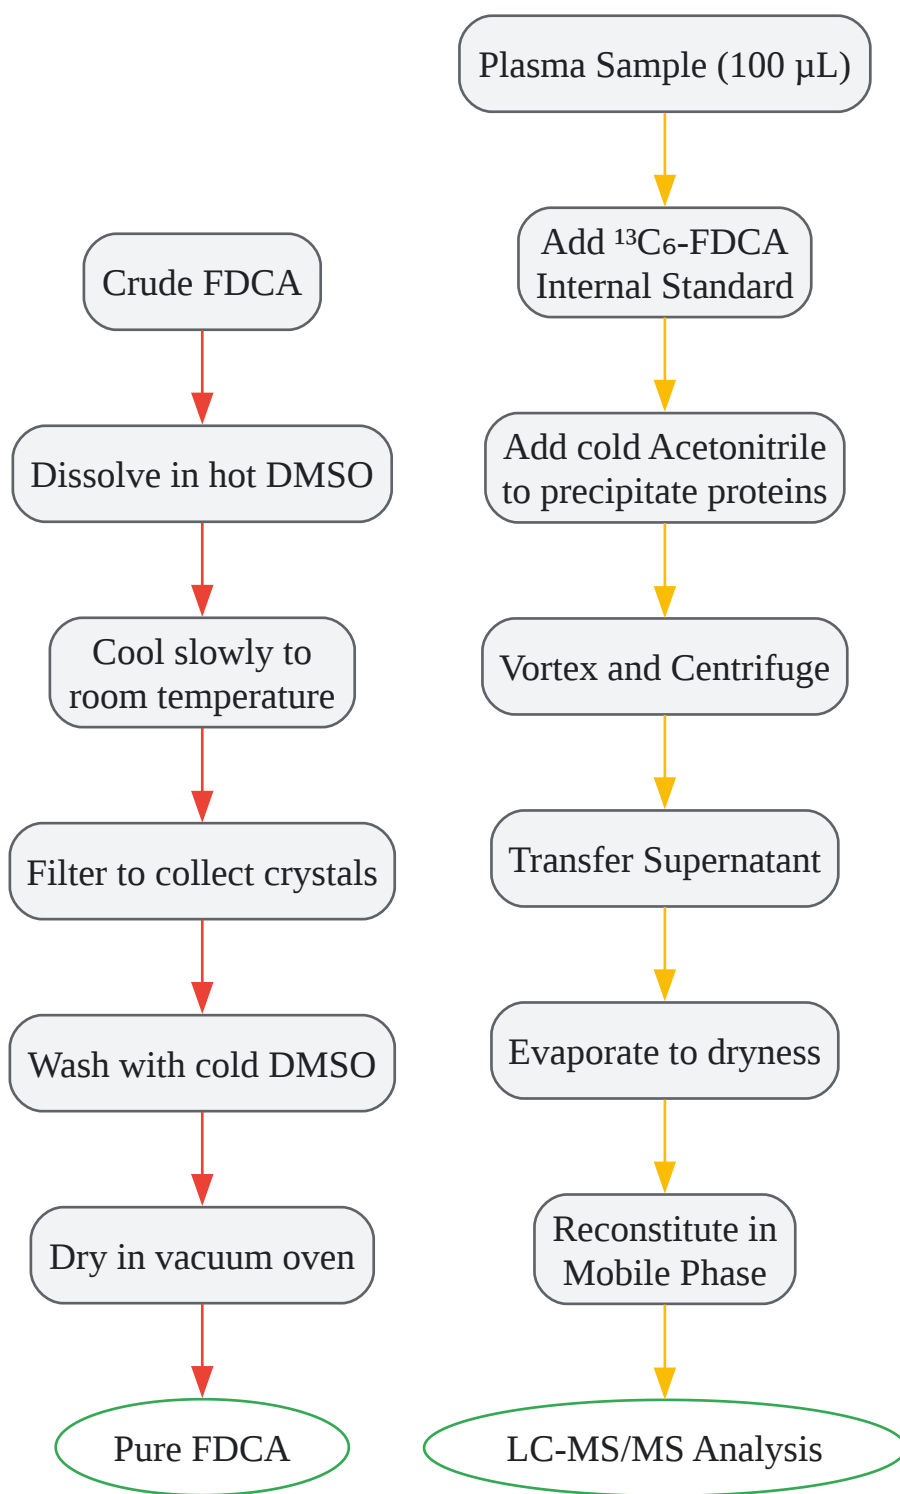 Crude FDCA
Dissolve in hot DMSO
Cool slowly to
room temperature
Filter to collect crystals
Wash with cold DMSO
Dry in vacuum oven
Pure FDCA
Plasma Sample (100 µL)
Add ¹³C₆-FDCA
Internal Standard
Add cold Acetonitrile
to precipitate proteins
Vortex and Centrifuge
Transfer Supernatant
Evaporate to dryness
Reconstitute in
Mobile Phase
LC-MS/MS Analysis